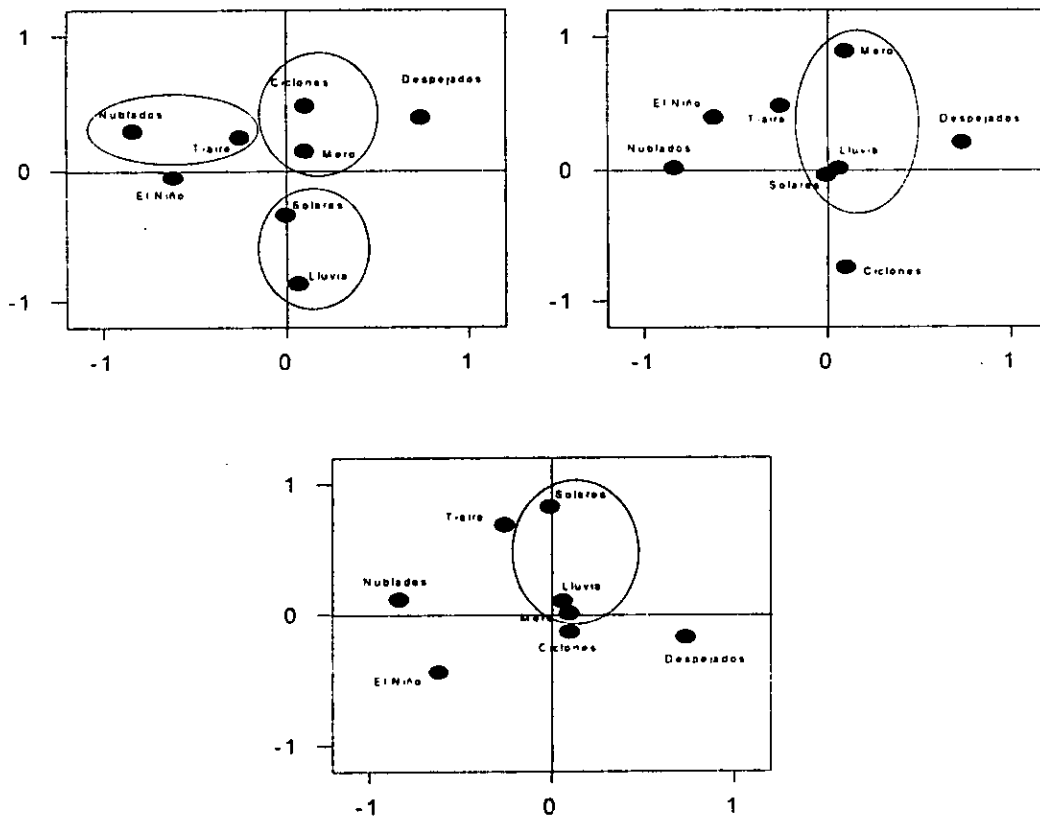 1
Ciclones
Despejados
Nublados
T-aire
Mero
0
El Niño
Solares
Lluvia
-1
-1
0
1
1
Mero
El Niño
T-aire
Despejados
Lluvia
Nublados
0
Solares
Ciclones
-1
-1
0
1
1
Solares
T-aire
Nublados
Lluvia
0
Mero
Ciclones
Despejados
El Niño
-1
-1
0
1